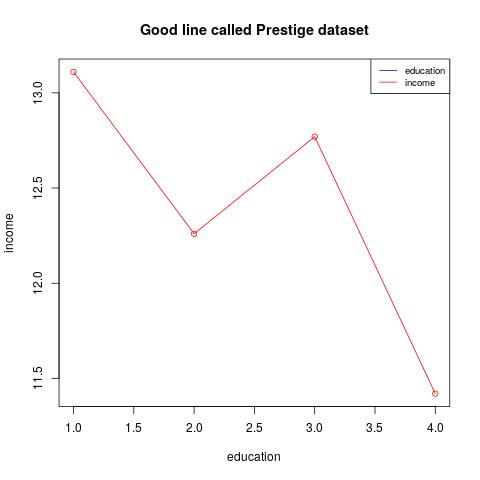 Good line called Prestige dataset
education
income
income
13.0
12.5
12.0
11.5
1.0 1.5 2.0 2.5 3.0 3.5 4.0
education